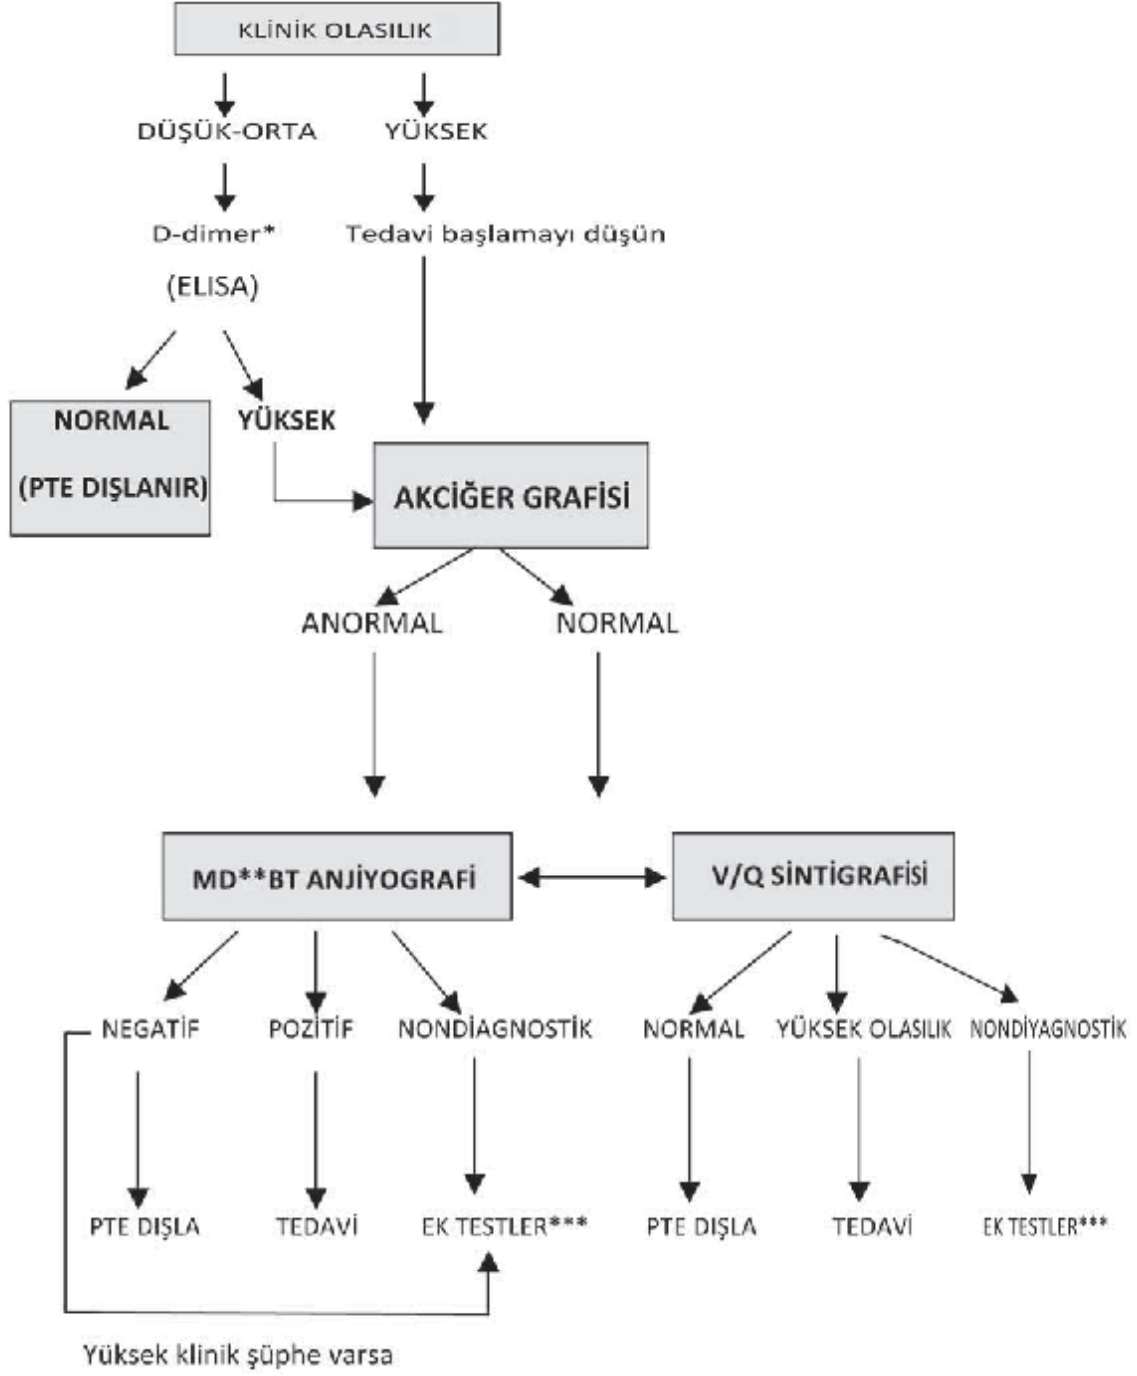 KLİNİK OLASILIK
DÜŞÜK-ORTA
YÜKSEK
D-dimer*
Tedavi başlamayı düşün
(ELISA)
NORMAL
YÜKSEK
(PTE DIŞLANIR)
AKCİĞER GRAFİSİ
ANORMAL
NORMAL
MD**BT ANJİYOGRAFİ
V/Q SİNTİGRAFİSİ
NEGATİF
POZİTİF
NONDİAGNOSTİK
NORMAL
YÜKSEK OLASILIK
NONDİYAGNOSTİK
PTE DIŞLA
TEDAVİ
EK TESTLER***
PTE DIŞLA
TEDAVİ
EK TESTLER***
Yüksek klinik şüphe varsa